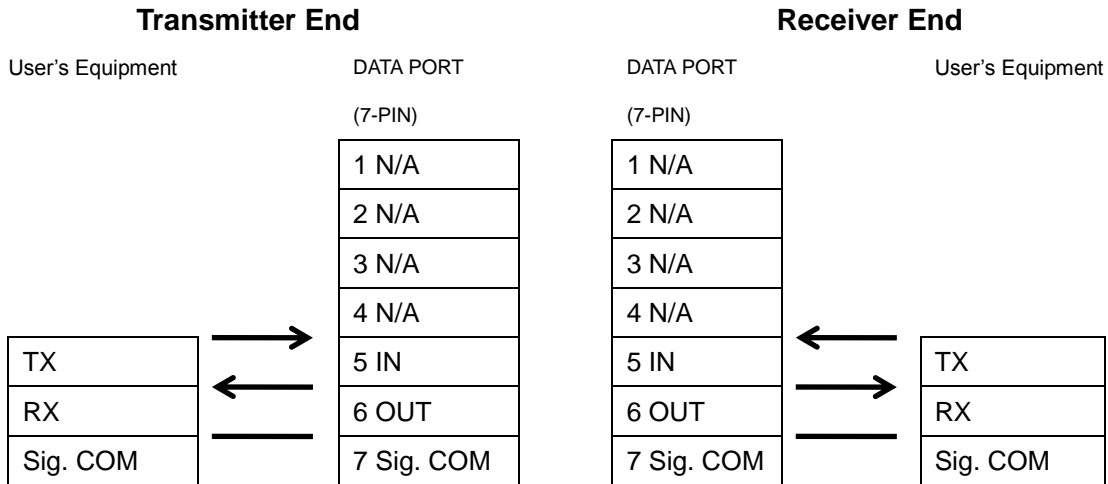 Transmitter End
Receiver End
User’s Equipment
DATA PORT
DATA PORT
User’s Equipment
(7-PIN)
(7-PIN)
1 N/A
1 N/A
2 N/A
2 N/A
3 N/A
3 N/A
4 N/A
4 N/A
TX
5 IN
5 IN
TX
RX
6 OUT
6 OUT
RX
Sig. COM
7 Sig. COM
7 Sig. COM
Sig. COM